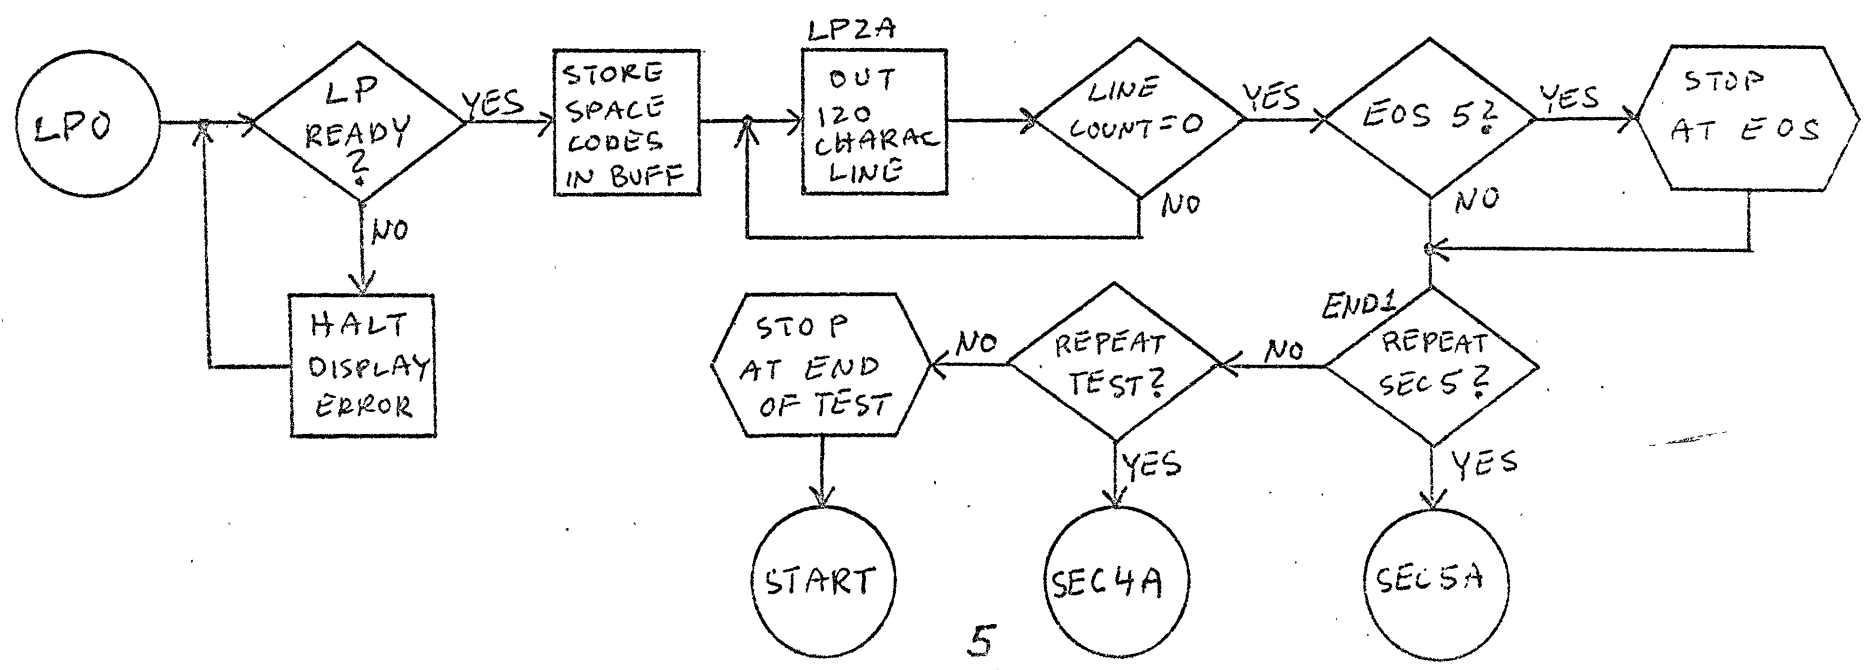 LP0
LP
READY
?
YES
NO
HALT
DISPLAY
ERROR
STORE
SPACE
CODES
IN BUFF
LP2A
OUT
120
CHARAC
LINE
LINE
COUNT=0
YES
NO
EOS 5?
YES
NO
STOP
AT EOS
END1
REPEAT
SEC5?
NO
YES
REPEAT
TEST?
NO
YES
STOP
AT END
OF TEST
START
SEC4A
SEC5A
5